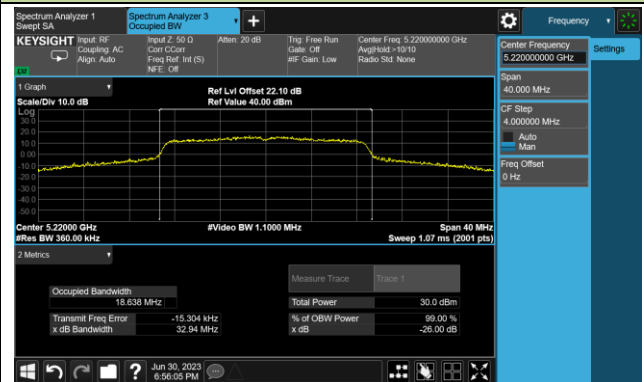 Spectrum Analyzer 1
Swept SA
Spectrum Analyzer 3
Occupied BW
Frequency
KEYSIGHT
Input: RF
Coupling: AC
Align: Auto
Input Z: 50 Ω
Corr CCorr
Freq Ref: Int (S)
NFE: Off
Atten: 20 dB
Trig: Free Run
Gate: Off
#IF Gain: Low
Center Freq: 5.220000000 GHz
Avg|Hold:>10/10
Radio Std: None
Center Frequency
5.220000000 GHz
Settings
Span
40.000 MHz
CF Step
4.000000 MHz
Auto
Man
Freq Offset
0 Hz
1 Graph
Scale/Div 10.0 dB
Ref Lvl Offset 22.10 dB
Ref Value 40.00 dBm
Log
30.0
20.0
10.0
0.00
-10.0
-20.0
-30.0
-40.0
-50.0
Center 5.22000 GHz
#Res BW 360.00 kHz
#Video BW 1.1000 MHz
Span 40 MHz
Sweep 1.07 ms (2001 pts)
2 Metrics
Measure Trace
Trace 1
Occupied Bandwidth
18.638 MHz
Total Power
30.0 dBm
Transmit Freq Error
-15.304 kHz
% of OBW Power
99.00 %
x dB Bandwidth
32.94 MHz
x dB
-26.00 dB
?
Jun 30, 2023
6:56:05 PM